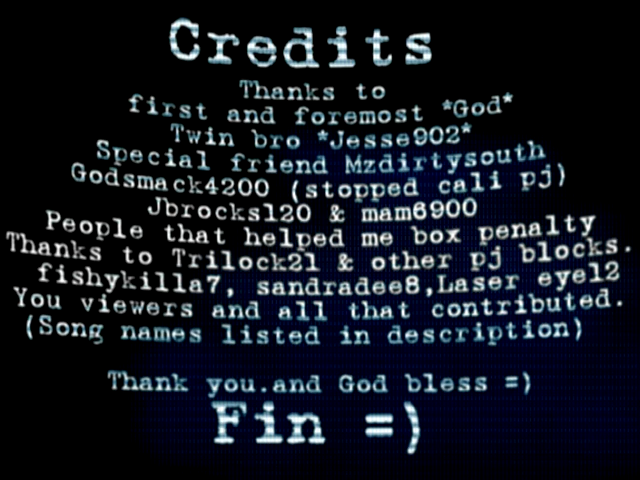 Credits
Thanks to
first and foremost *God*
Twin bro *Jesse902*
Special friend Mzdirtysouth
Godsmack4200 (stopped cali pj)
Jbrocks120 & mam6900
People that helped me box penalty
Thanks to Trilock21 & other pj blocks.
fishykilla7, sandradee8,Laser eye12
You viewers and all that contributed.
(Song names listed in description)
Thank you.and God bless =)
Fin =)